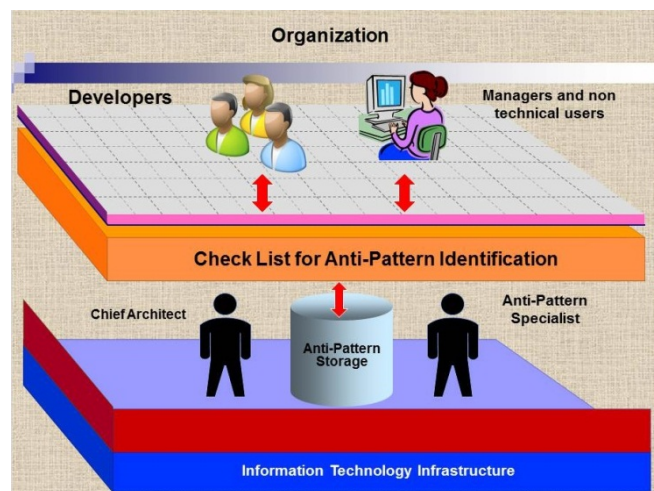 Organization
Developers
Managers and non
technical users
Check List for Anti-Pattern Identification
Chief Architect
Anti-Pattern
Specialist
Anti-Pattern
Storage
Information Technology Infrastructure